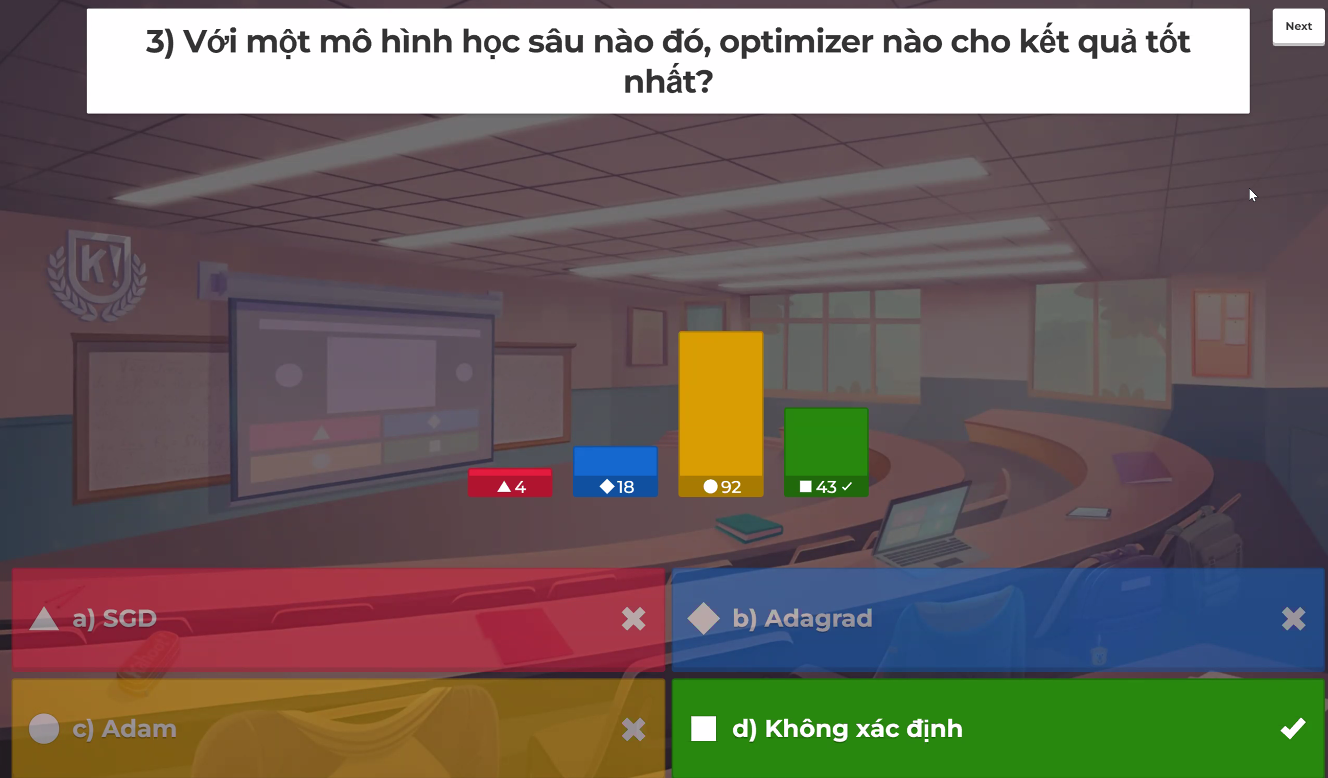 3) Với một mô hình học sâu nào đó, optimizer nào cho kết quả tốt
nhất?
Next
K!
4
18
92
43
a) SGD
b) Adagrad
c) Adam
d) Không xác định